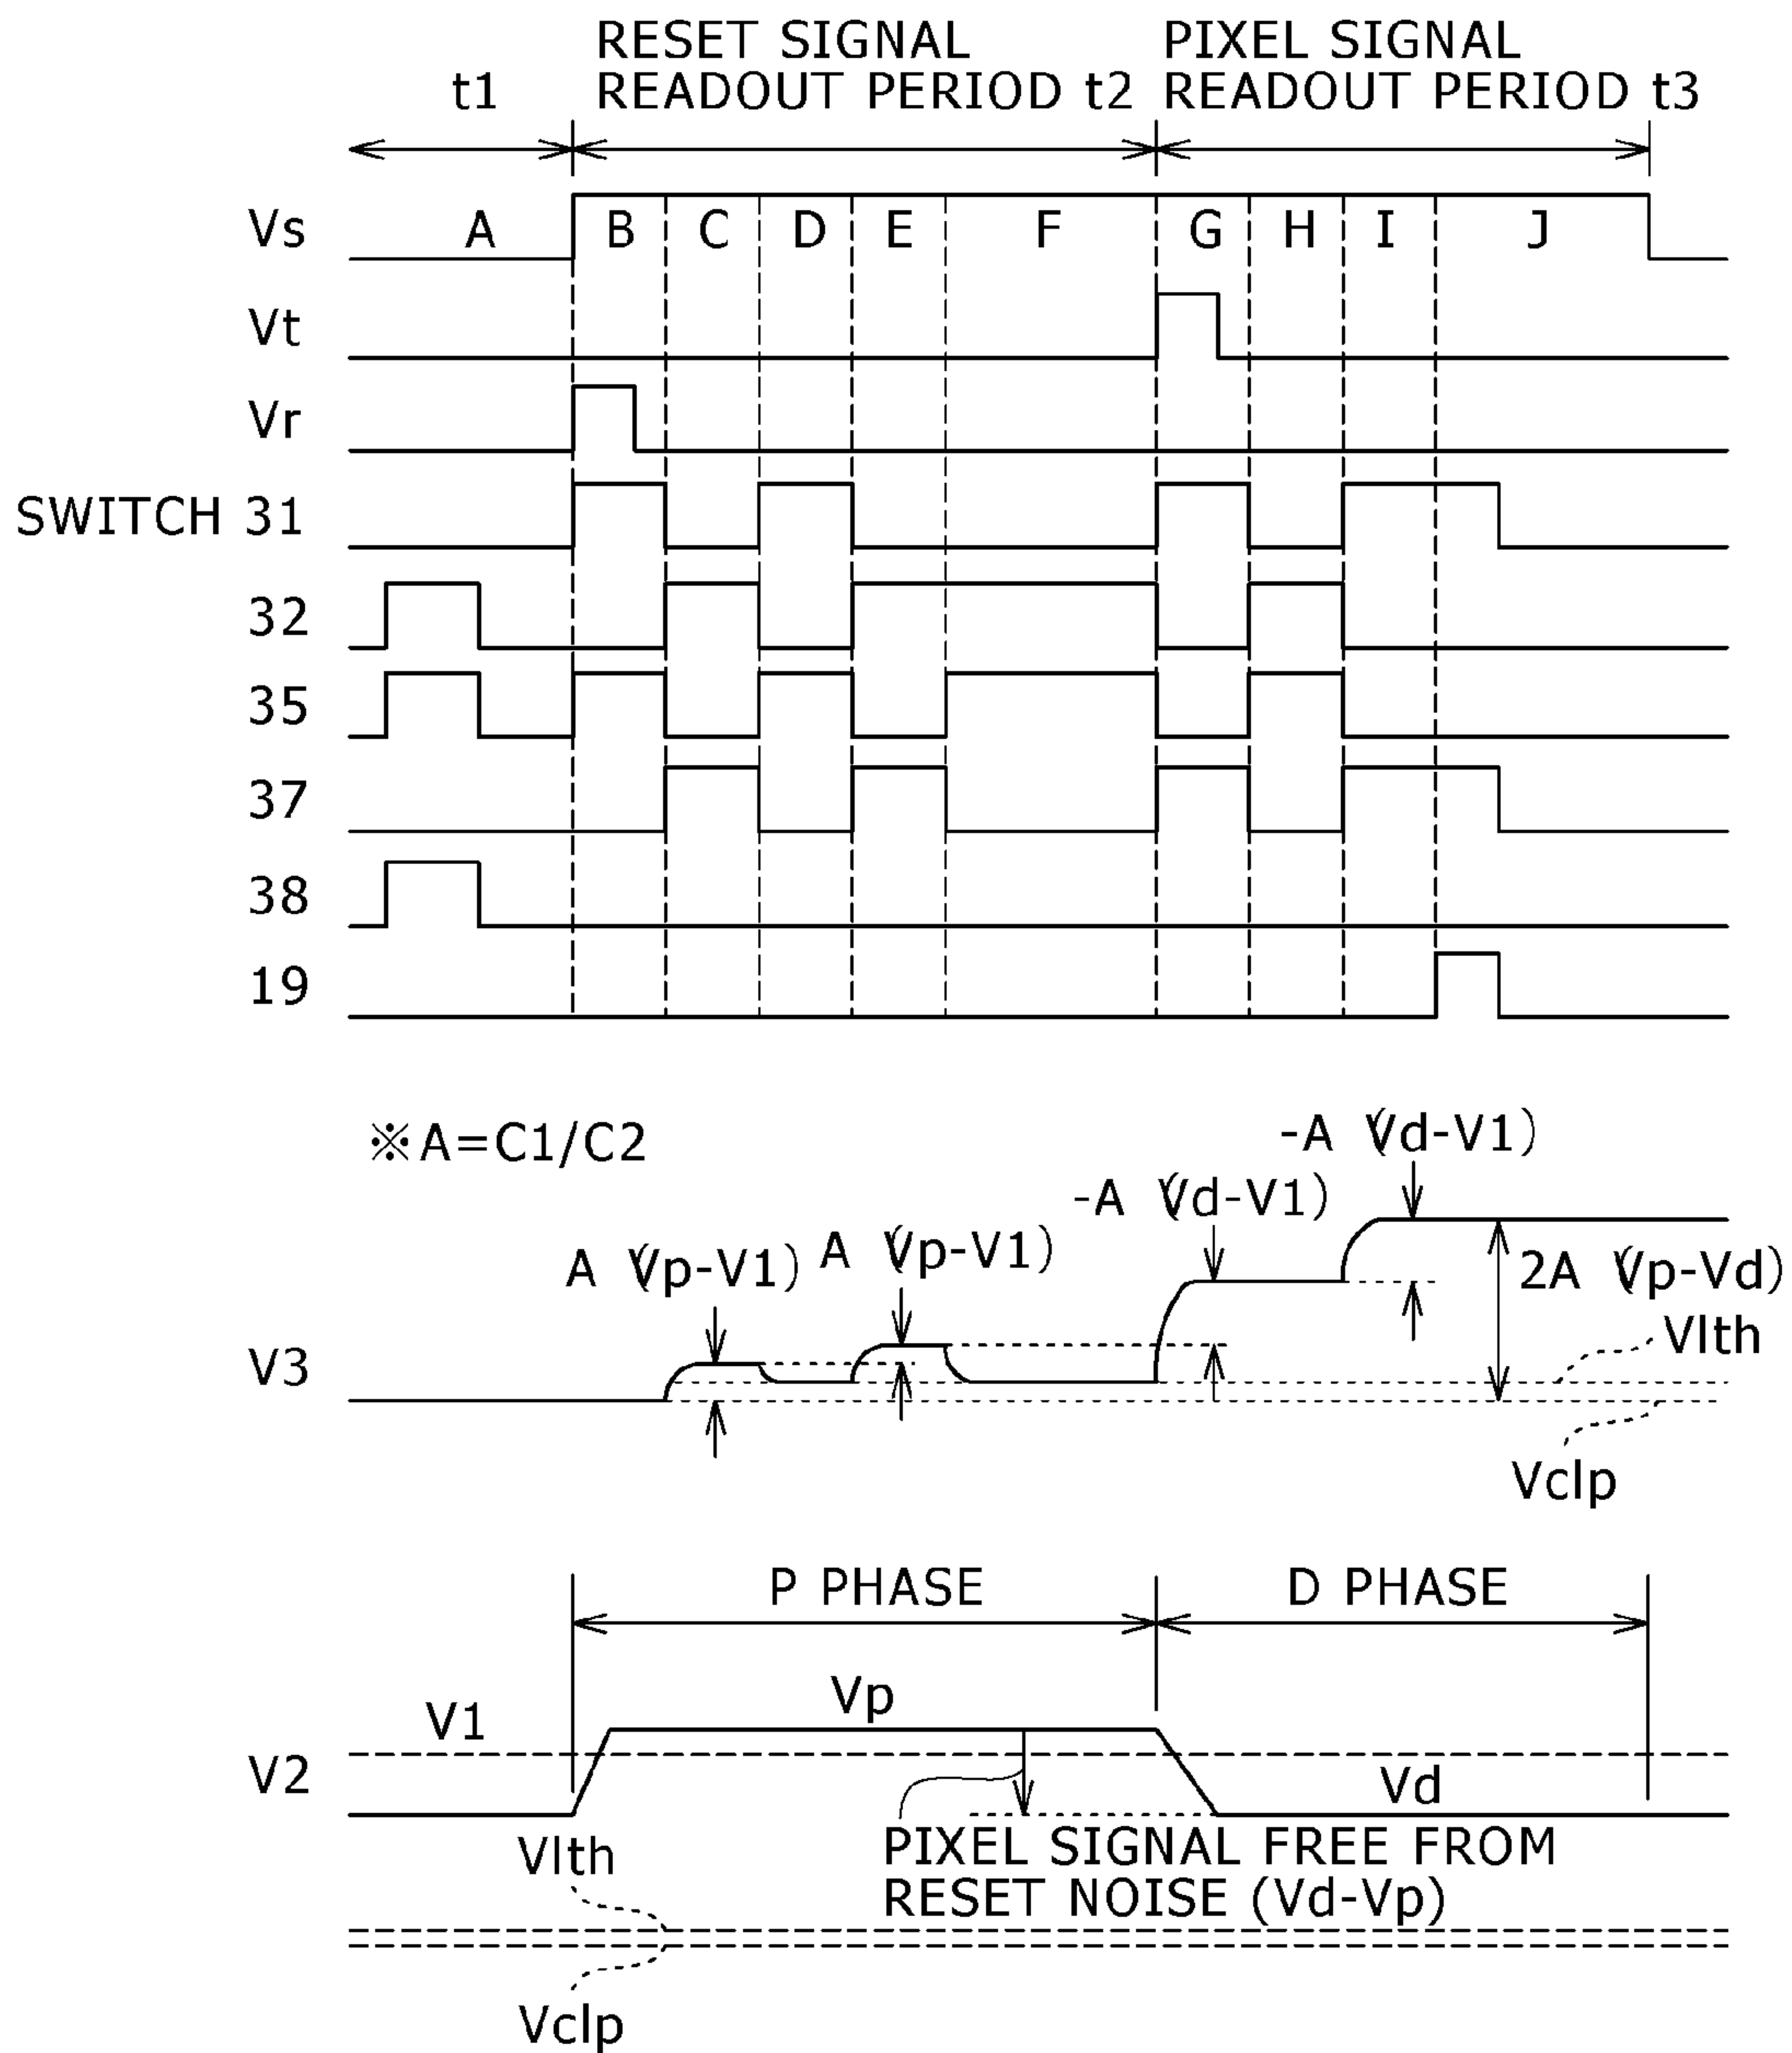 RESET SIGNAL
READOUT PERIOD t2
PIXEL SIGNAL
READOUT PERIOD t3
t1
Vs
A
B
C
D
E
F
G
H
I
J
Vt
Vr
SWITCH 31
32
35
37
38
19
※A=C1/C2
-A (Vd-V1)
-A (Vd-V1)
A (Vp-V1)
A (Vp-V1)
2A (Vp-Vd)
VIth
V3
Vclp
P PHASE
D PHASE
Vp
V1
V2
Vd
PIXEL SIGNAL FREE FROM
RESET NOISE (Vd-Vp)
VIth
Vclp